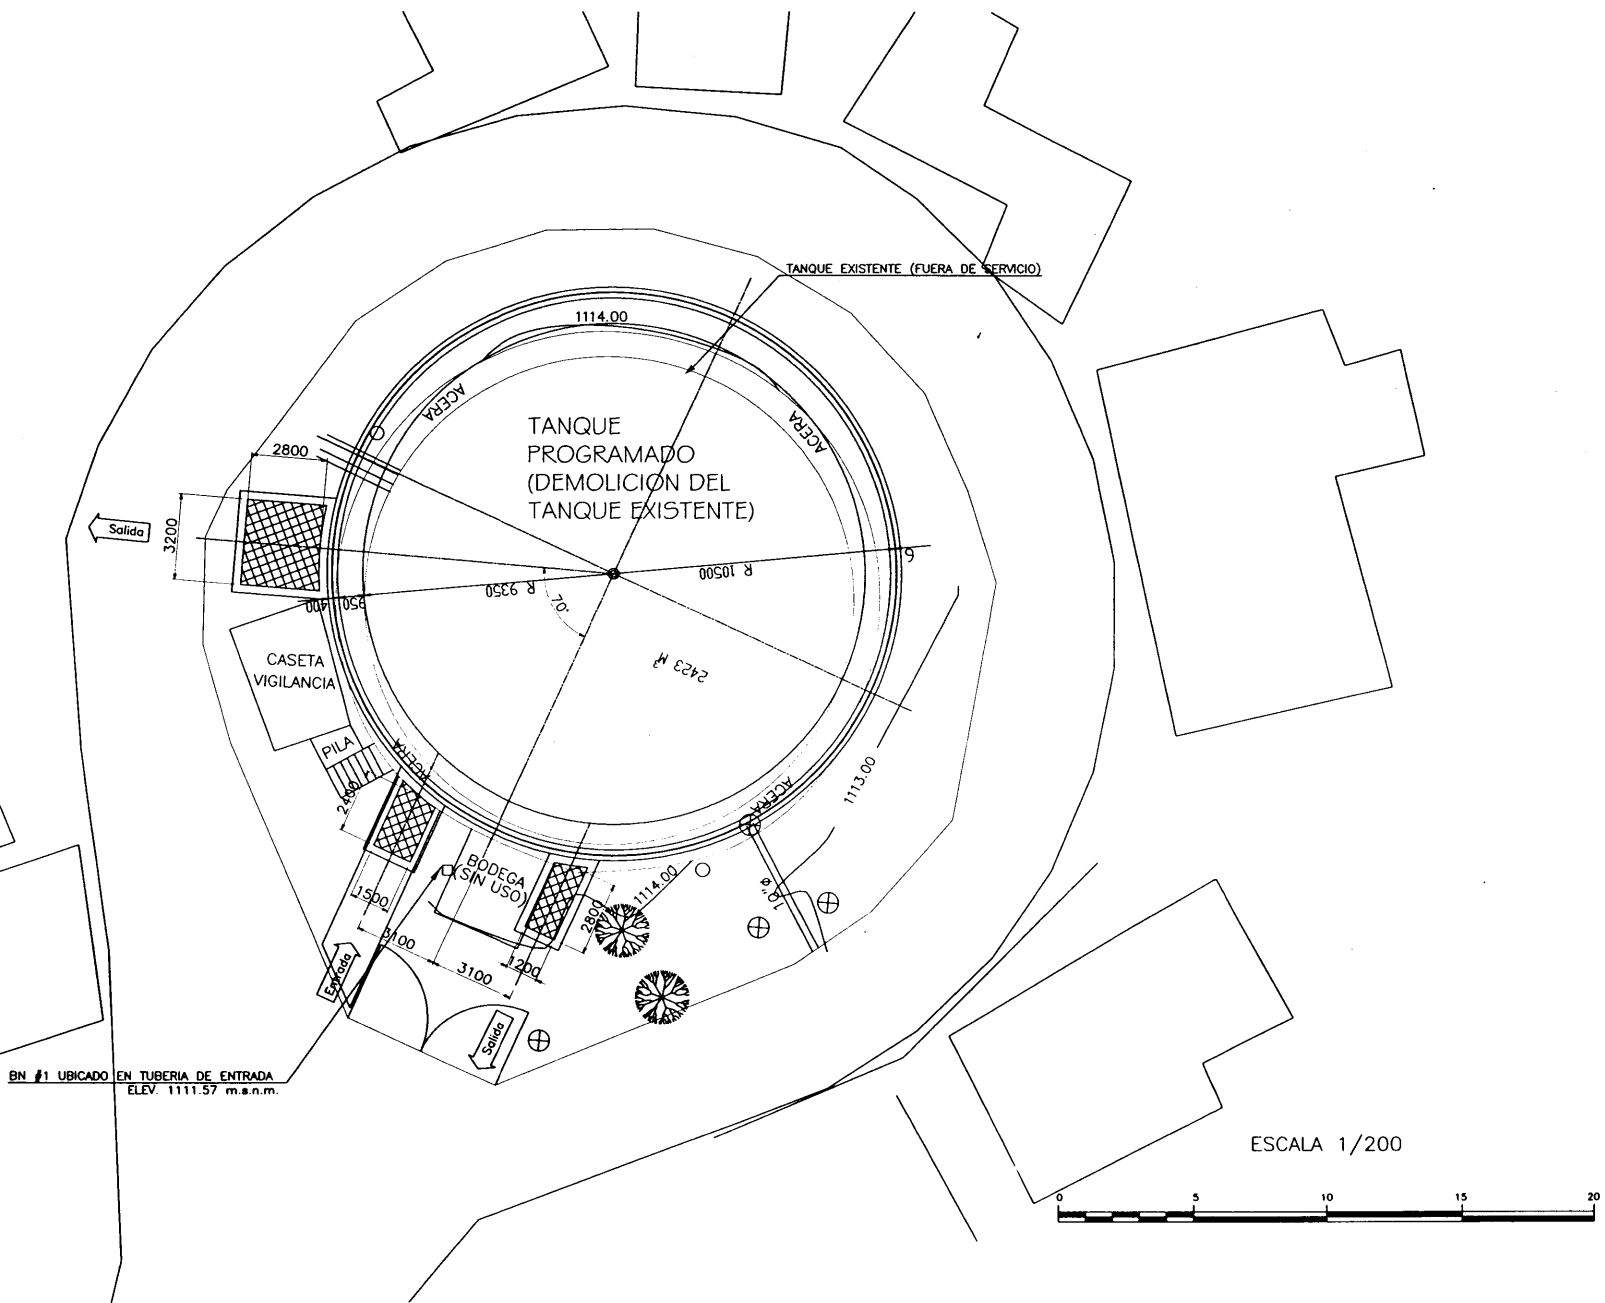 TANQUE EXISTENTE (FUERA DE SERVICIO)
1114.00
ACERA
ACERA
TANQUE
PROGRAMADO
(DEMOLICION DEL
TANQUE EXISTENTE)
2800
3200
Salida
R 10500
R 9350
950
400
70°
2423 M³
CASETA
VIGILANCIA
PILA
ACERA
ACERA
1113.00
2400
BODEGA
(SIN USO)
1114.00
10" ø
1500
2800
3100
3100
1200
Entrada
Salida
BN #1 UBICADO EN TUBERIA DE ENTRADA
ELEV. 1111.57 m.s.n.m.
ESCALA 1/200
0 5 10 15 20